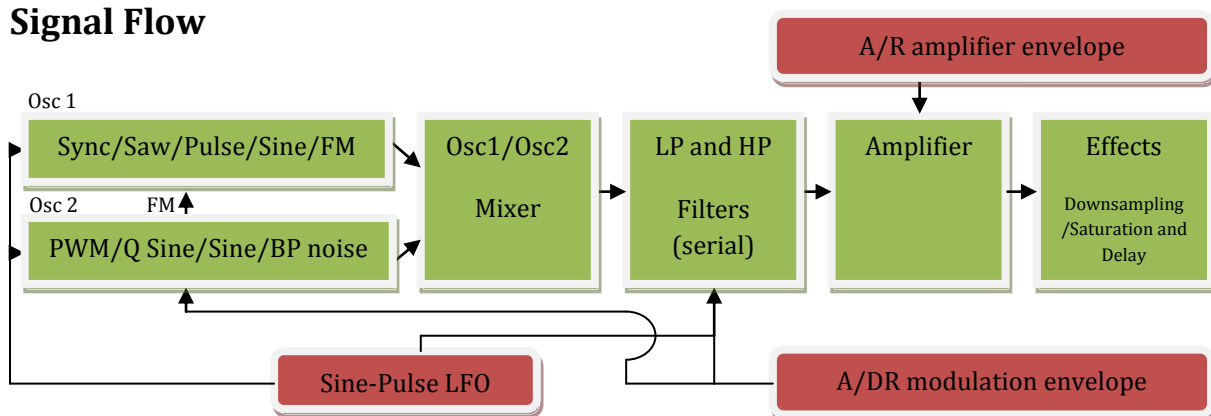 Signal Flow
A/R amplifier envelope
Osc 1
Sync/Saw/Pulse/Sine/FM
Osc 2
FM
PWM/Q Sine/Sine/BP noise
Osc1/Osc2
Mixer
LP and HP
Filters
(serial)
Amplifier
Effects
Downsampling
/Saturation and
Delay
Sine-Pulse LFO
A/DR modulation envelope